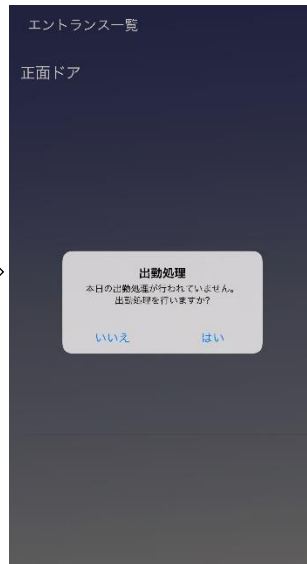 エントランス一覧
正面ドア
出勤処理
本日の出勤処理が行われていません。
出勤処理を行いますか?
いいえ
はい